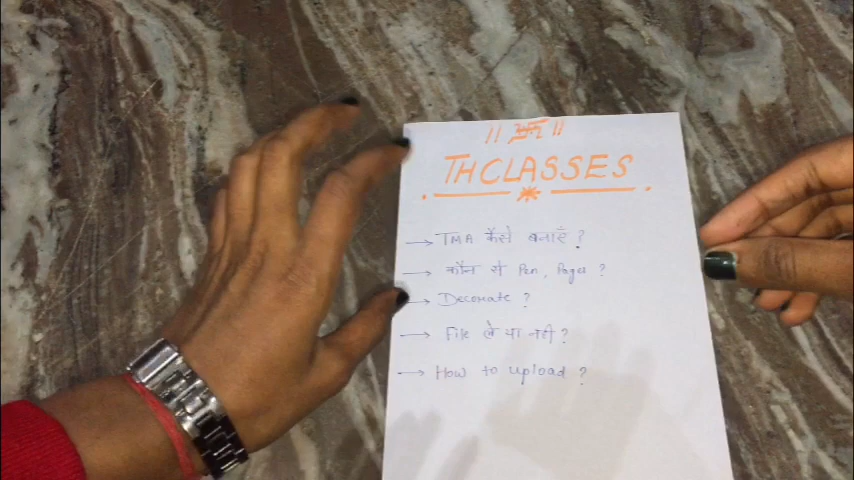 THCLASSES
→ TMA कैसे बनाएँ ?
→ कौन से Pen, Page ?
→ Decorate ?
→ File ले या नही ?
→ How to upload ?